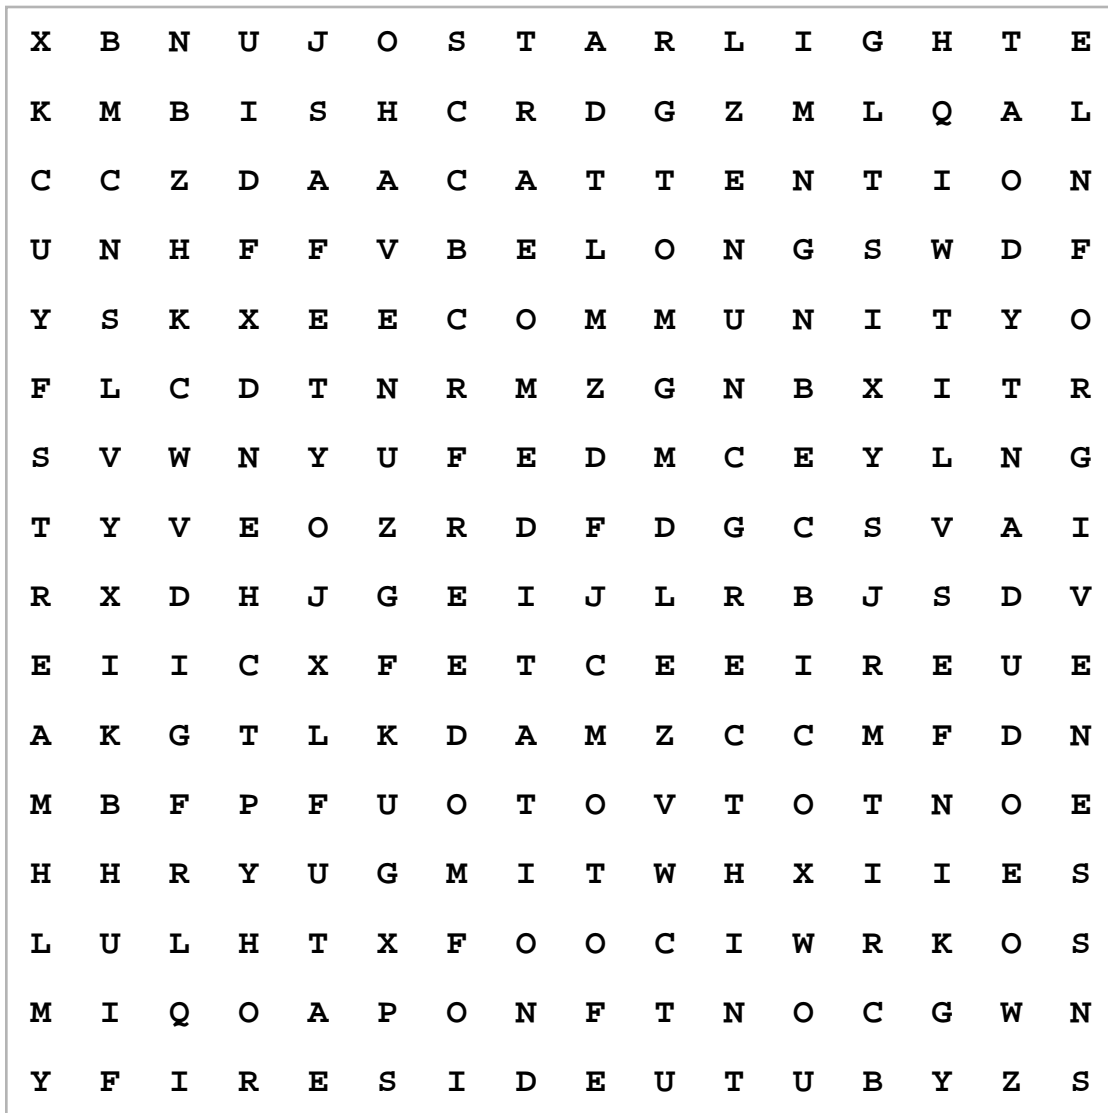 X B N U J O S T A R L I G H T E
K M B I S H C R D G Z M L Q A L
C C Z D A A C A T T E N T I O N
U N H F F V B E L O N G S W D F
Y S K X E E C O M M U N I T Y O
F L C D T N R M Z G N B X I T R
S V W N Y U F E D M C E Y L N G
T Y V E O Z R D F D G C S V A I
R X D H J G E I J L R B J S D V
E I I C X F E T C E E I R E U E
A K G T L K D A M Z C C M F D N
M B F P F U O T O V T O T N O E
H H R Y U G M I T W H X I I E S
L U L H T X F O O C I W R K O S
M I Q O A P O N F T N O C G W N
Y F I R E S I D E U T U B Y Z S